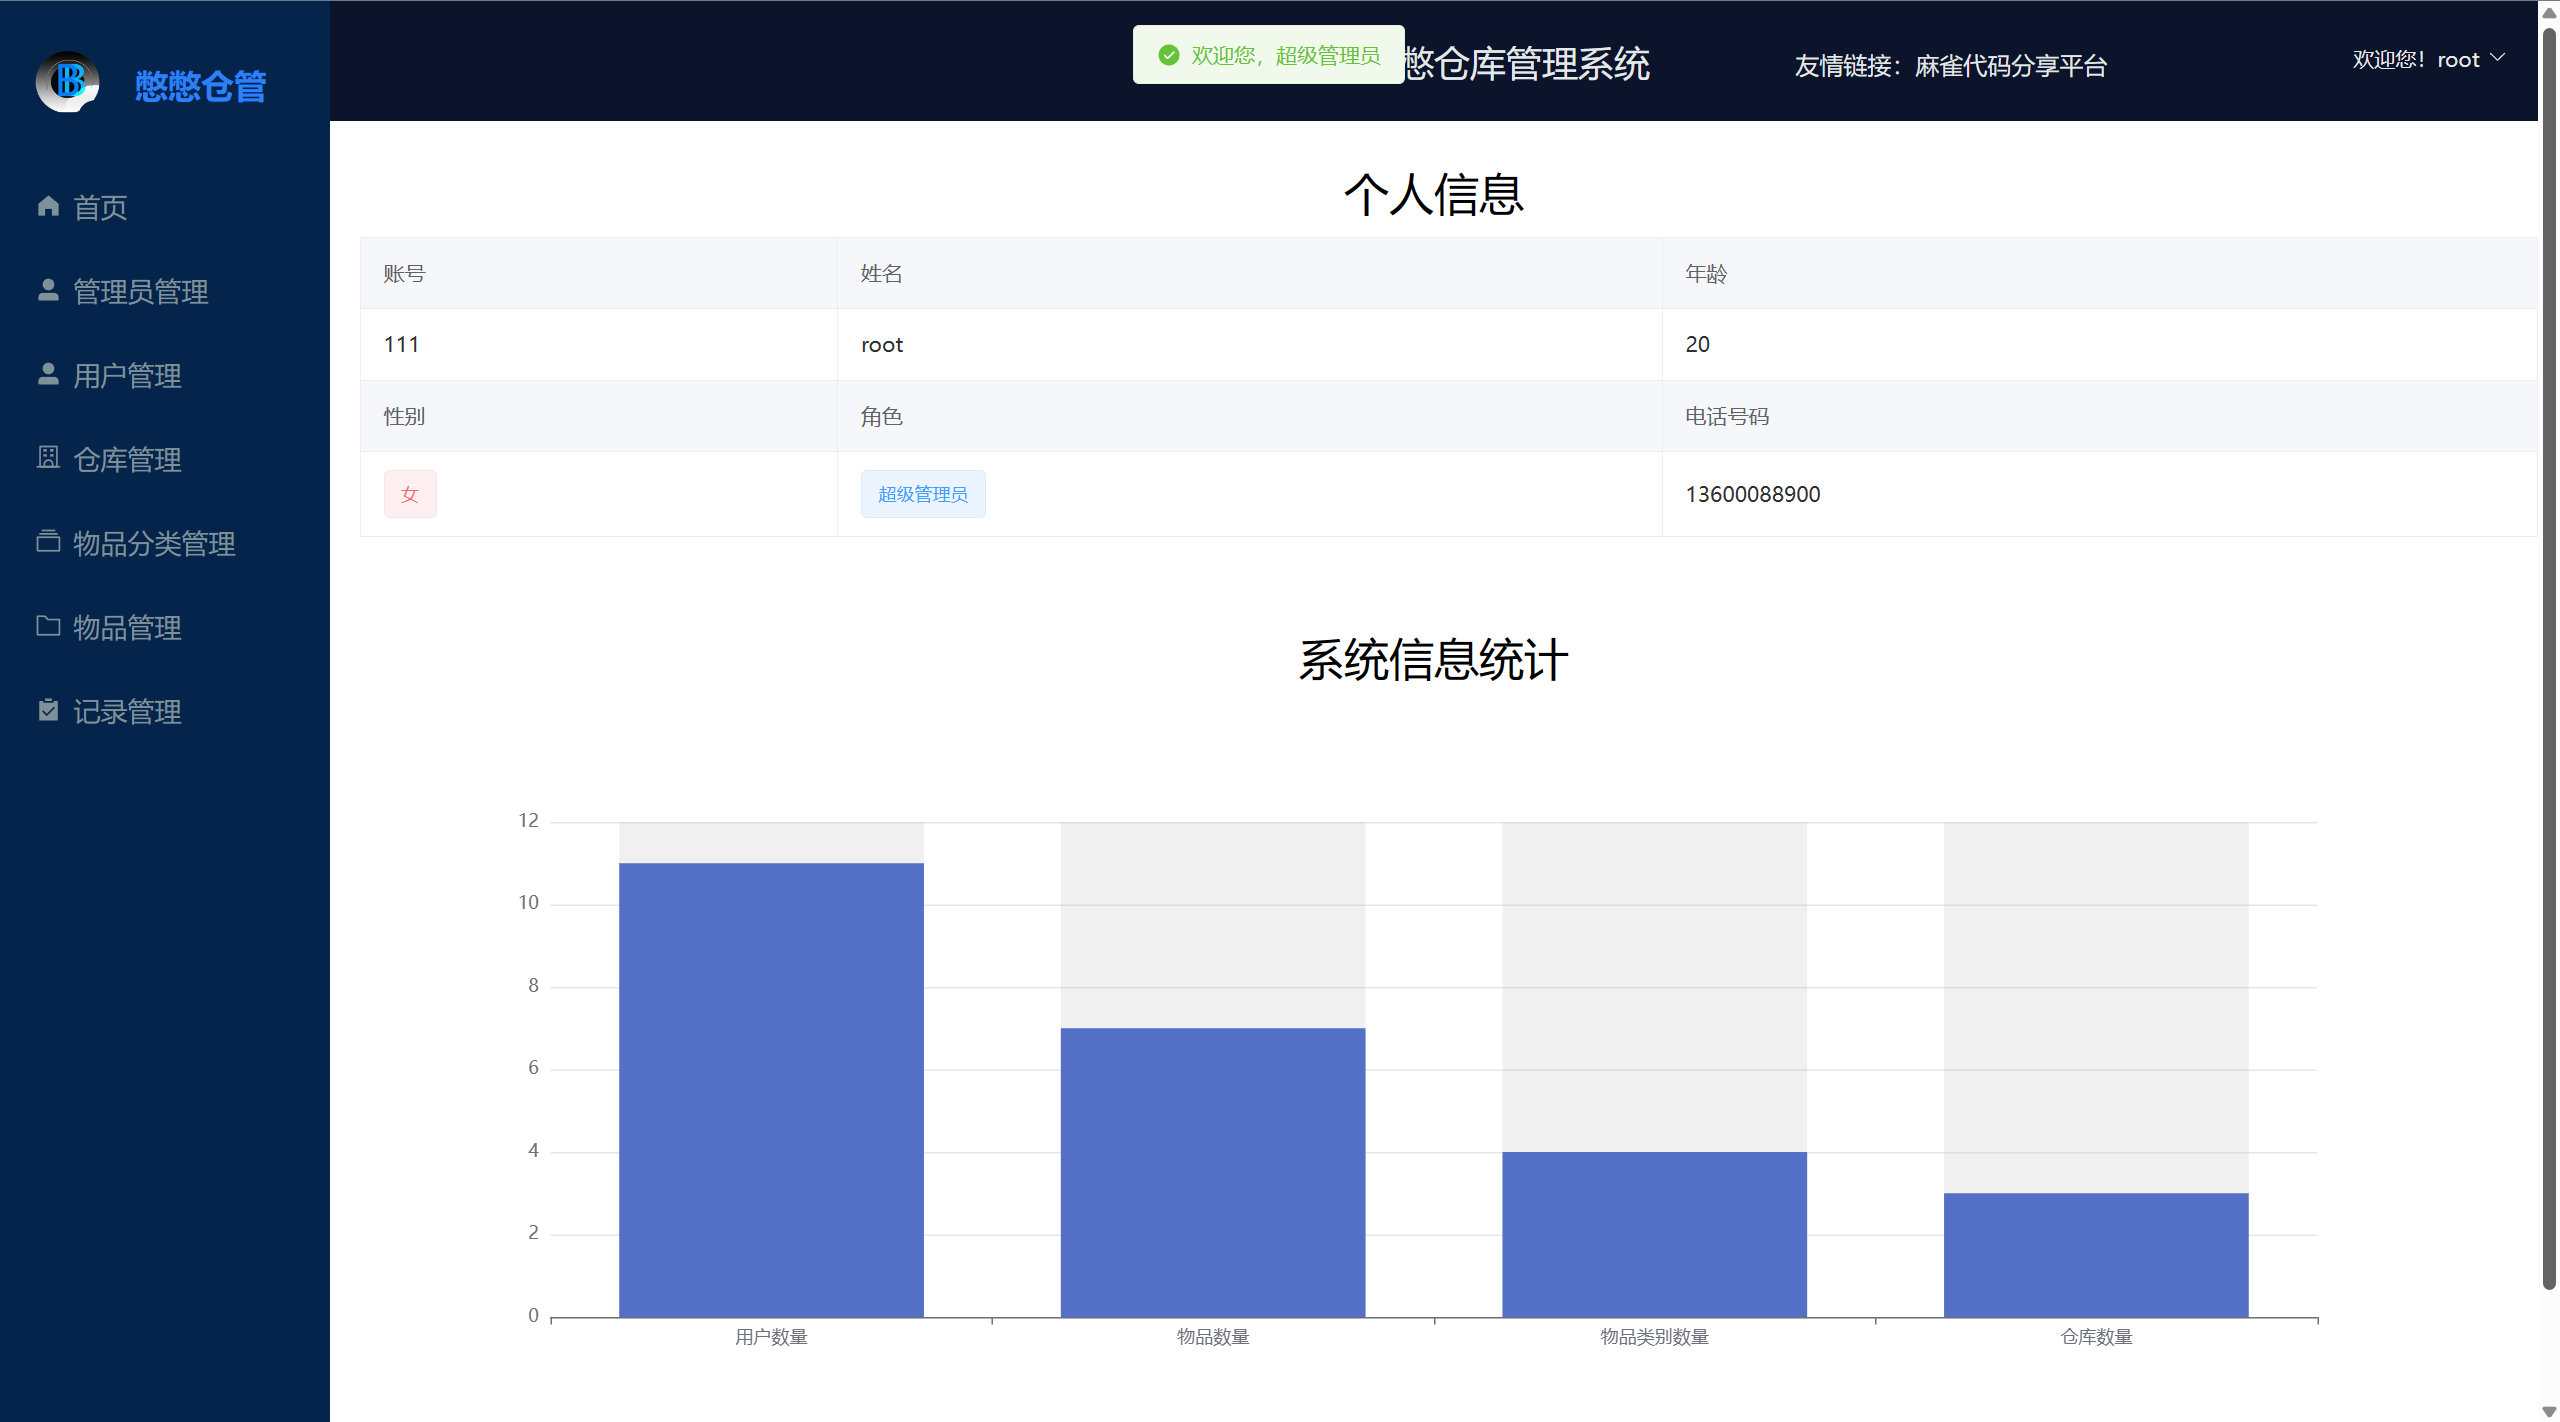 憋憋仓管
首页
管理员管理
用户管理
仓库管理
物品分类管理
物品管理
记录管理
欢迎您，超级管理员
憋仓库管理系统
友情链接：麻雀代码分享平台
欢迎您！root
个人信息
账号 姓名 年龄
111 root 20
性别 角色 电话号码
女 超级管理员 13600088900
系统信息统计
12
10
8
6
4
2
0
用户数量 物品数量 物品类别数量 仓库数量